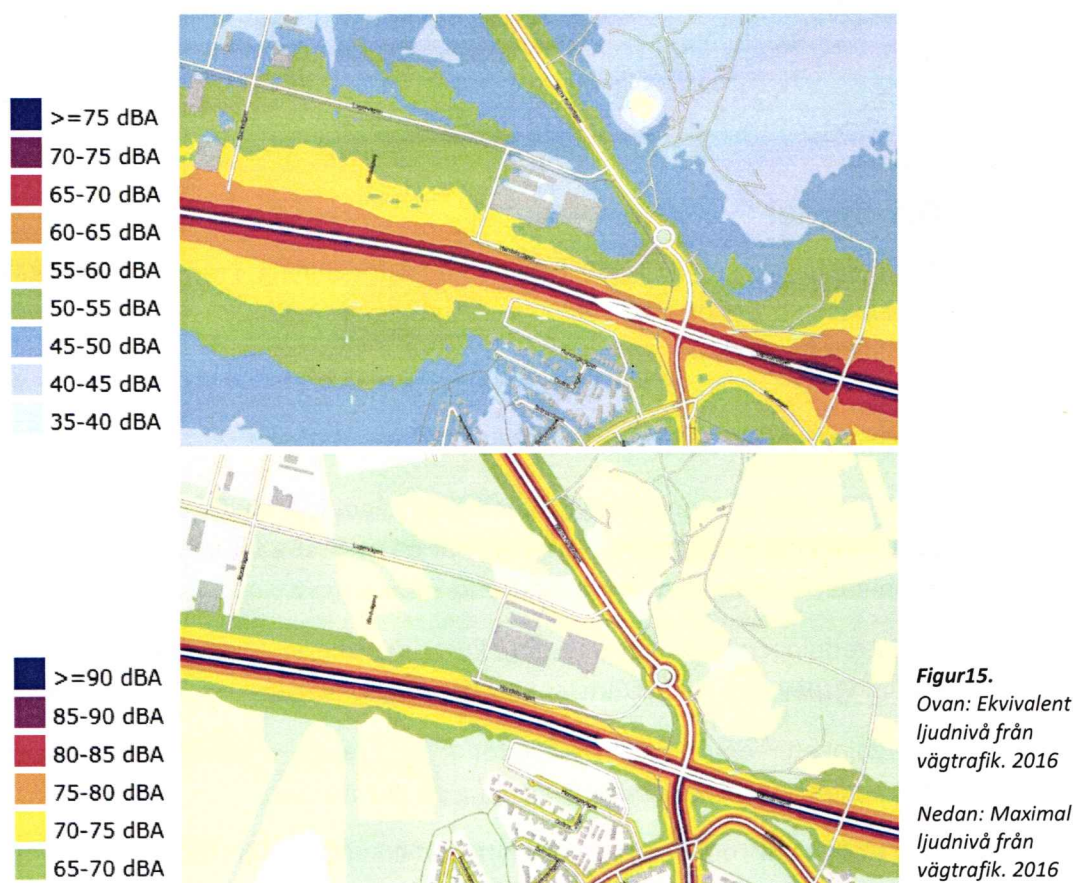 >=75 dBA
70-75 dBA
65-70 dBA
60-65 dBA
55-60 dBA
50-55 dBA
45-50 dBA
40-45 dBA
35-40 dBA
Lagervägen
>=90 dBA
85-90 dBA
80-85 dBA
75-80 dBA
70-75 dBA
65-70 dBA
Lagervägen
Figur15.
Ovan: Ekvivalent
ljudnivå från
vägtrafik. 2016
Nedan: Maximal
ljudnivå från
vägtrafik. 2016